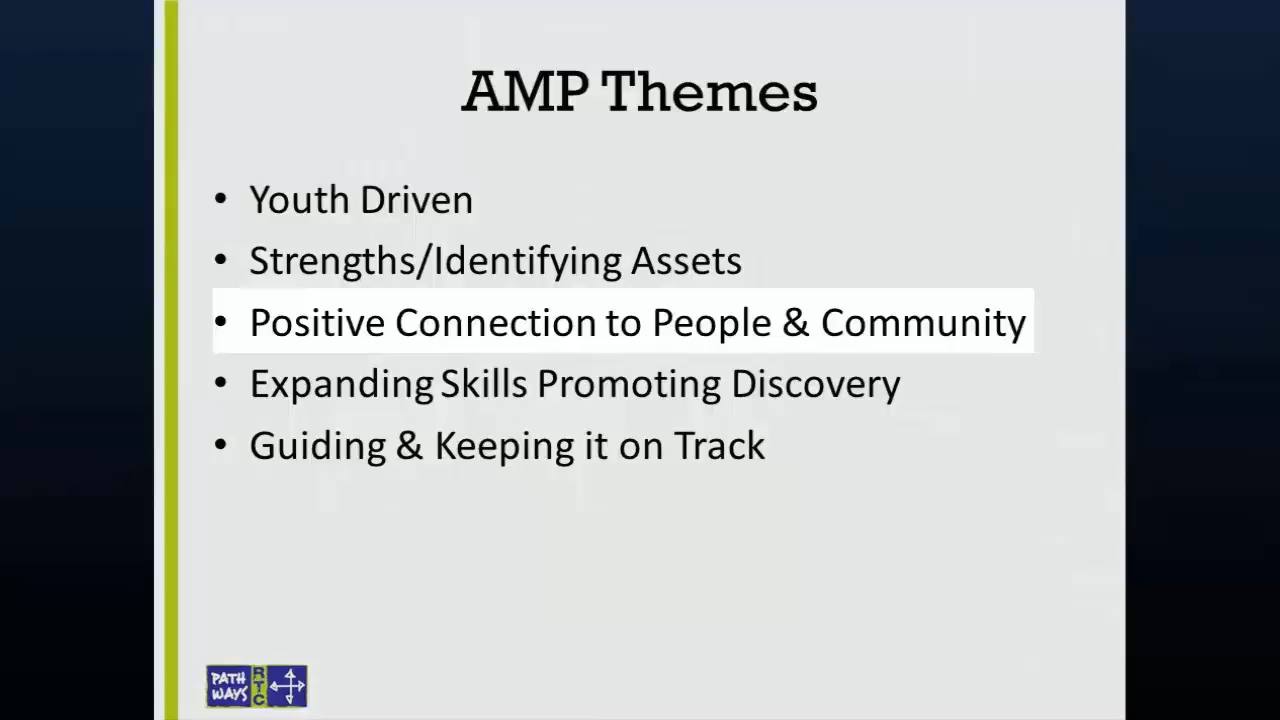 AMP Themes
• Youth Driven
• Strengths/Identifying Assets
• Positive Connection to People & Community
• Expanding Skills Promoting Discovery
• Guiding & Keeping it on Track
PATH
WAYS
RTC